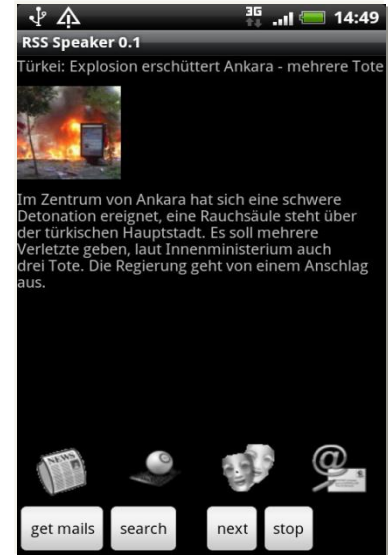 3G 14:49
RSS Speaker 0.1
Türkei: Explosion erschüttert Ankara - mehrere Tote
Im Zentrum von Ankara hat sich eine schwere
Detonation ereignet, eine Rauchsäule steht über
der türkischen Hauptstadt. Es soll mehrere
Verletzte geben, laut Innenministerium auch
drei Tote. Die Regierung geht von einem Anschlag
aus.
NEWS
get mails search next stop